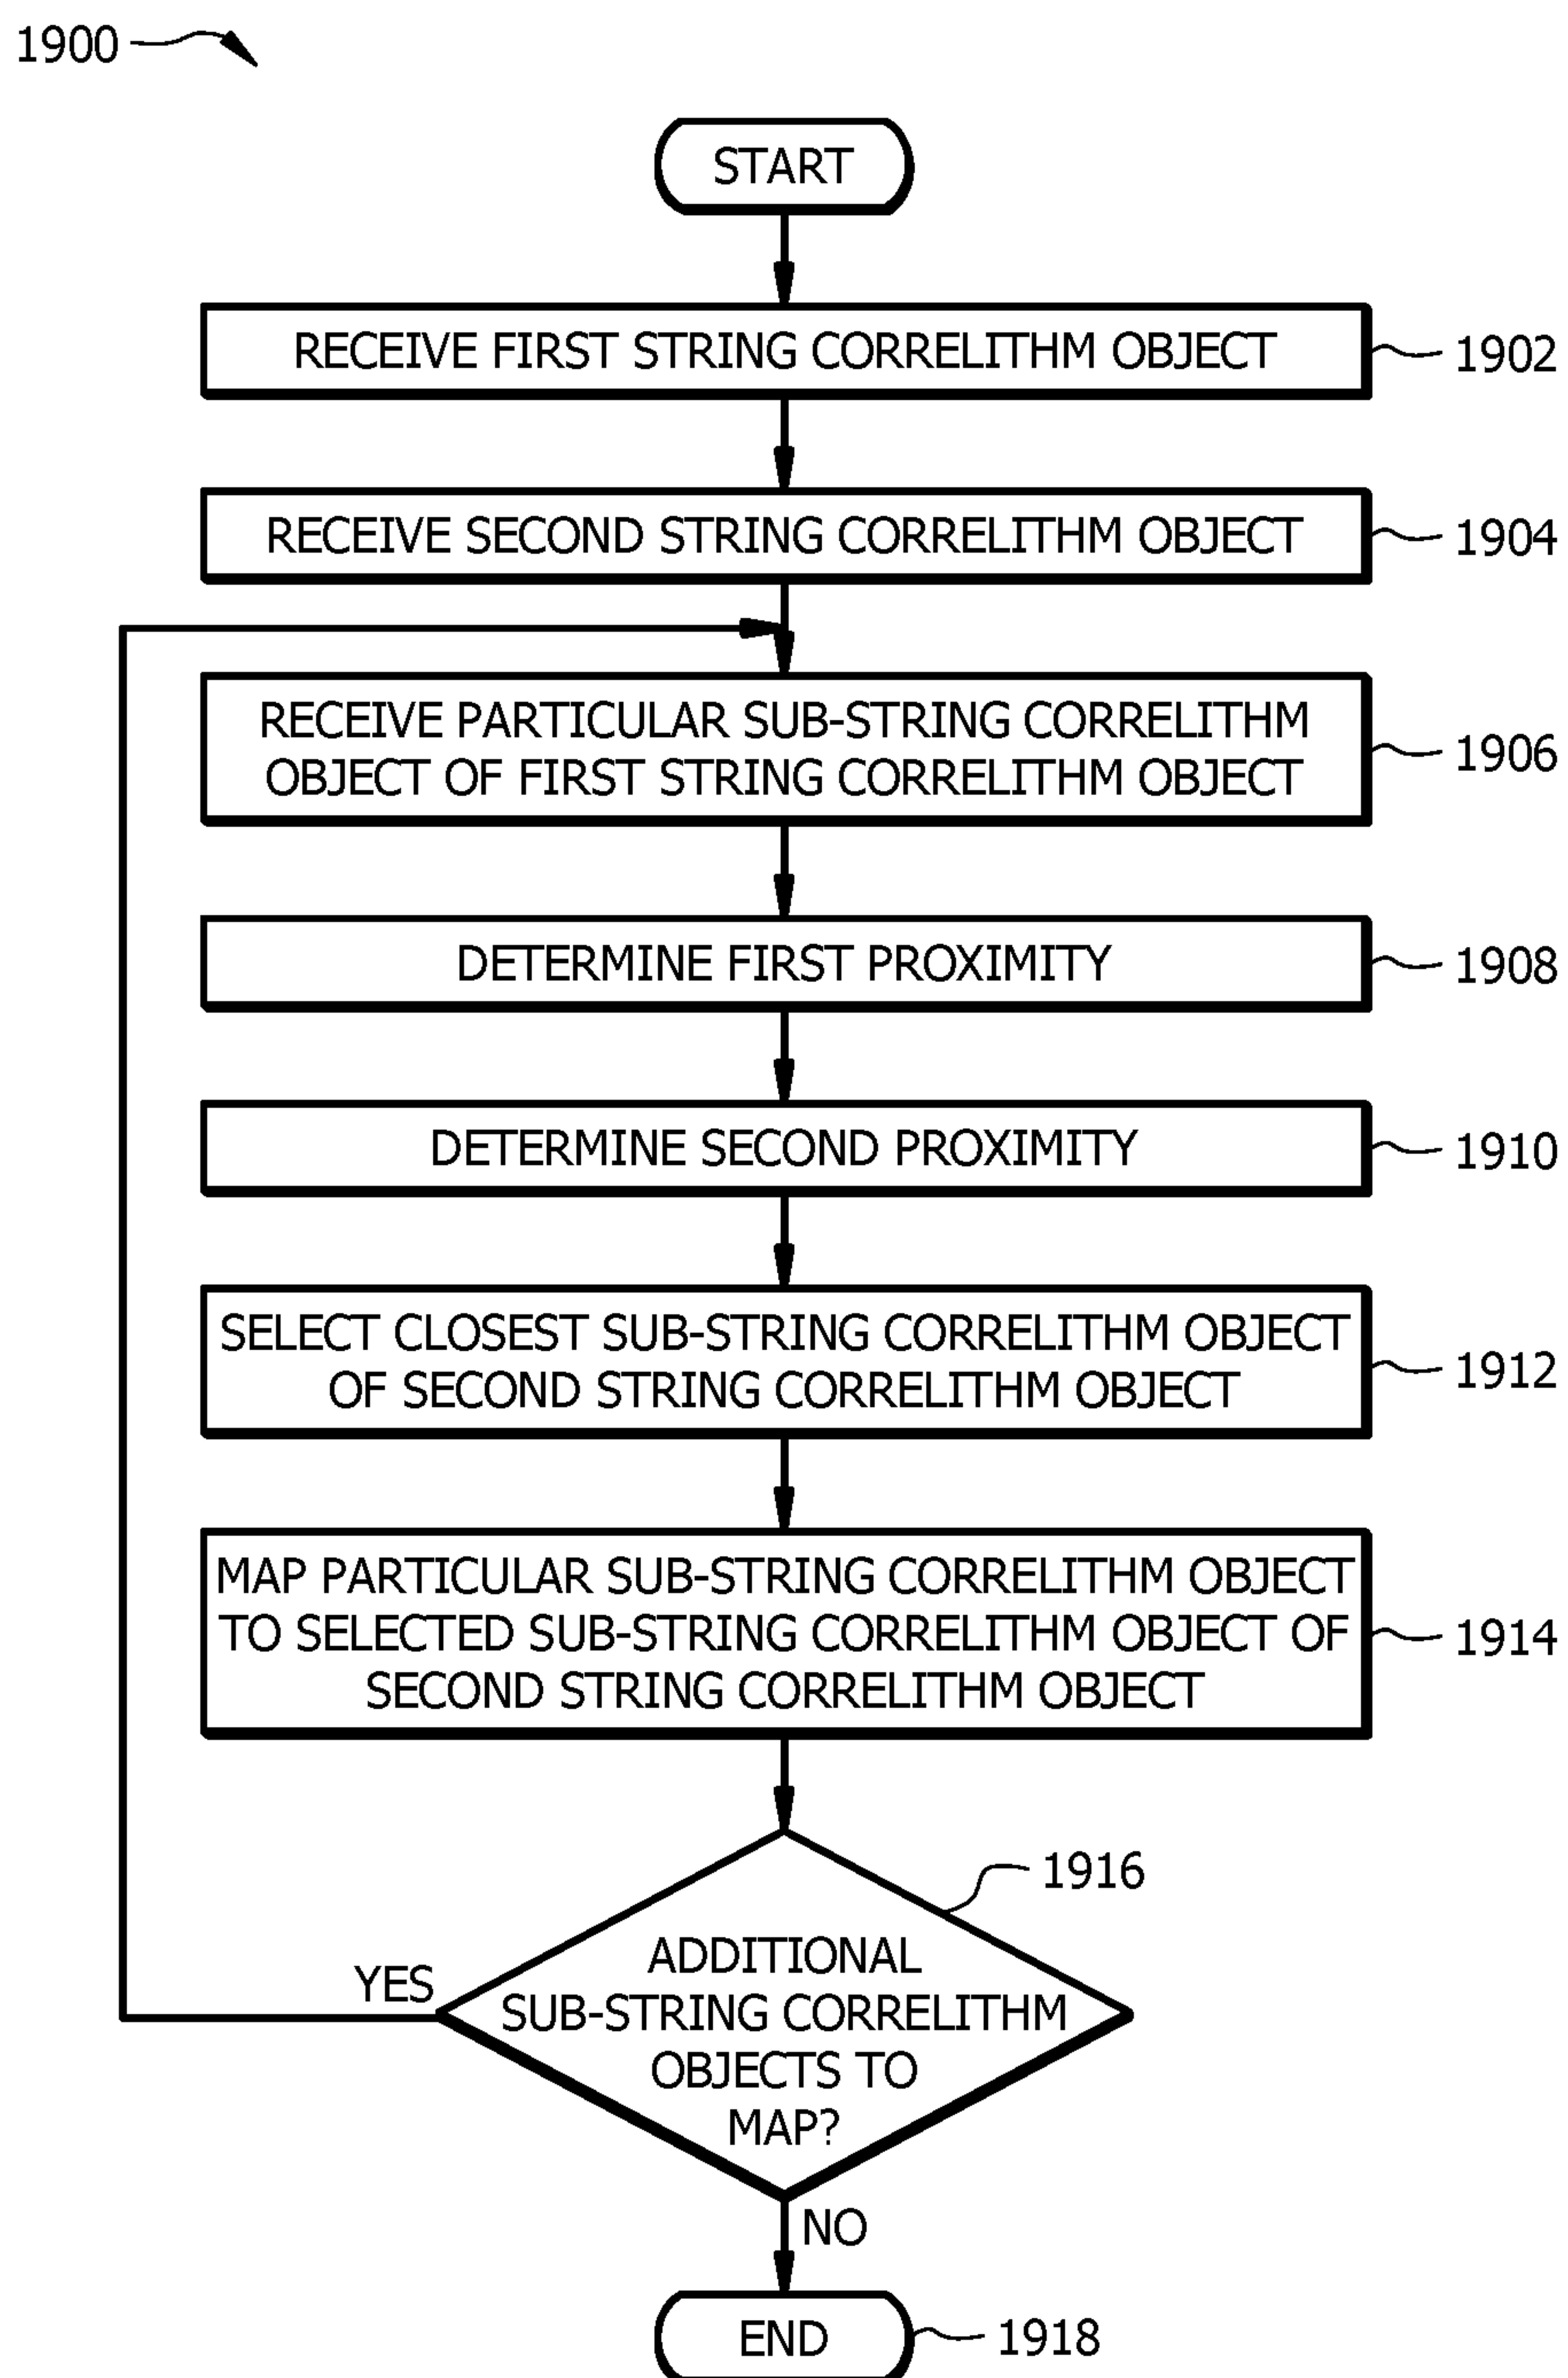 1900
START
RECEIVE FIRST STRING CORRELITHM OBJECT
1902
RECEIVE SECOND STRING CORRELITHM OBJECT
1904
RECEIVE PARTICULAR SUB-STRING CORRELITHM
OBJECT OF FIRST STRING CORRELITHM OBJECT
1906
DETERMINE FIRST PROXIMITY
1908
DETERMINE SECOND PROXIMITY
1910
SELECT CLOSEST SUB-STRING CORRELITHM OBJECT
OF SECOND STRING CORRELITHM OBJECT
1912
MAP PARTICULAR SUB-STRING CORRELITHM OBJECT
TO SELECTED SUB-STRING CORRELITHM OBJECT OF
SECOND STRING CORRELITHM OBJECT
1914
1916
ADDITIONAL
SUB-STRING CORRELITHM
OBJECTS TO
MAP?
YES
NO
END
1918